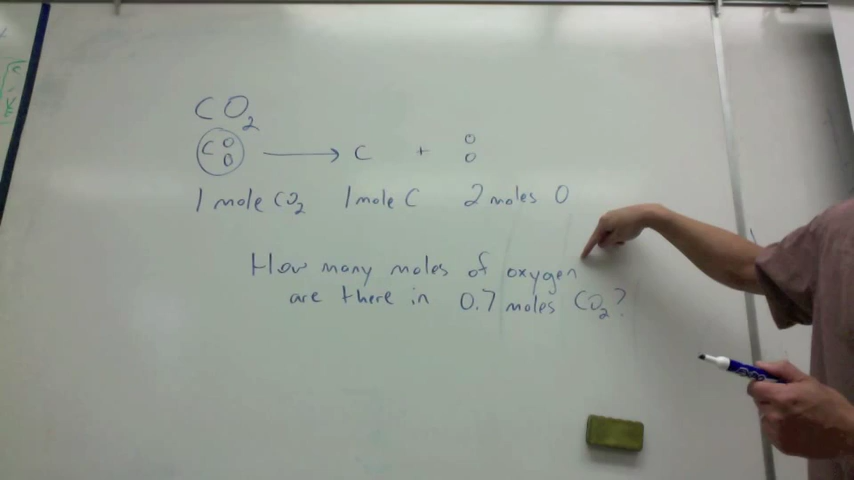 CO₂
C O O → C + O O
1 mole CO₂ 1 mole C 2 moles O
How many moles of oxygen
are there in 0.7 moles CO₂?